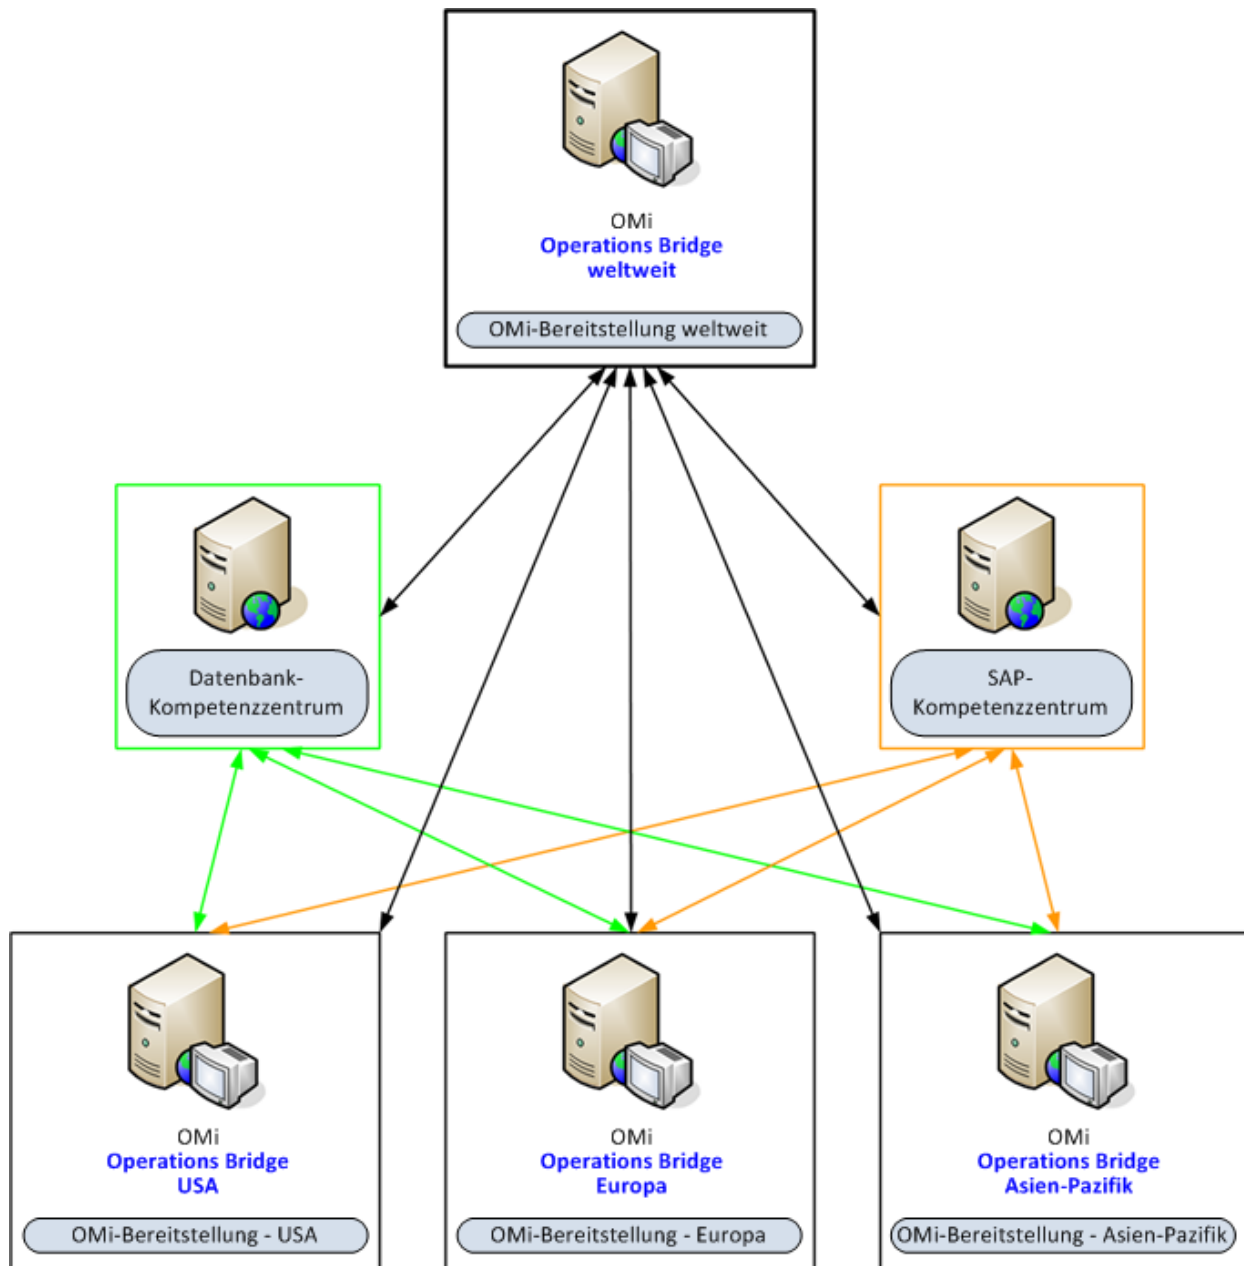 OMi
Operations Bridge
weltweit
OMi-Bereitstellung weltweit
Datenbank-
Kompetenzzentrum
SAP-
Kompetenzzentrum
OMi
Operations Bridge
USA
OMi-Bereitstellung - USA
OMi
Operations Bridge
Europa
OMi-Bereitstellung - Europa
OMi
Operations Bridge
Asien-Pazifik
OMi-Bereitstellung - Asien-Pazifik